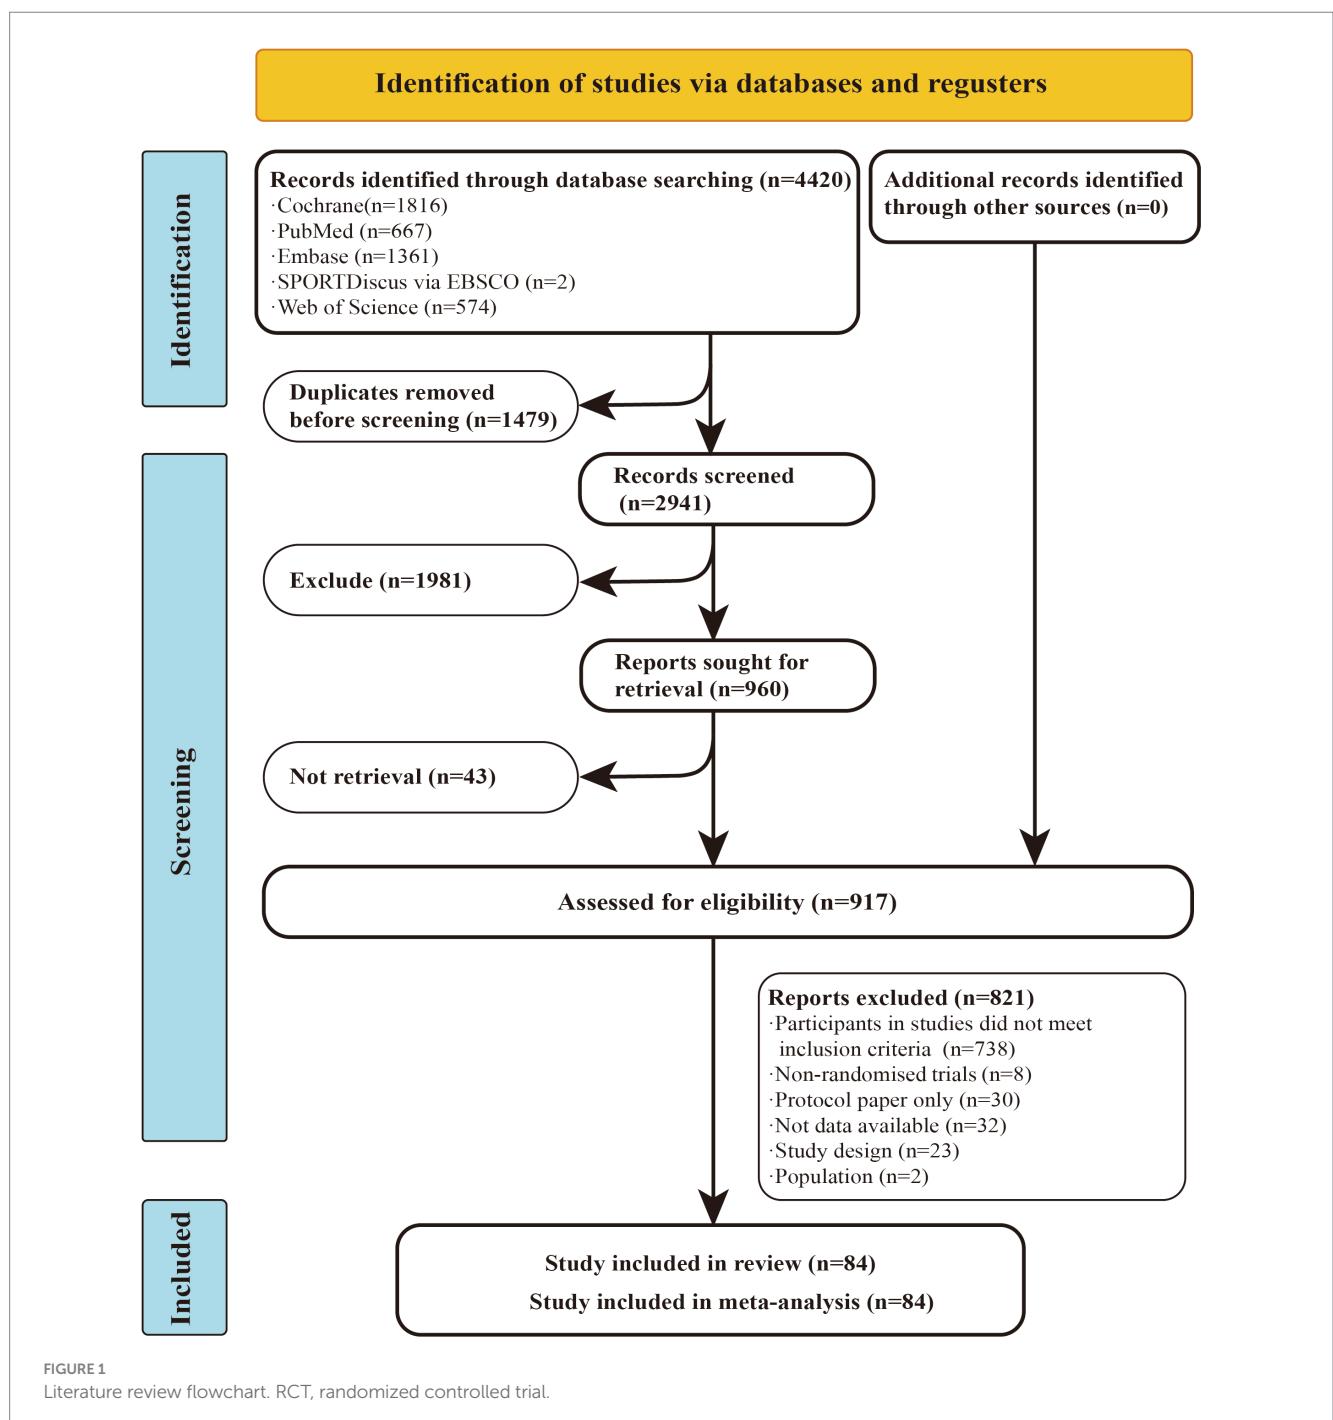 Identification of studies via databases and regusters
Identification
Records identified through database searching (n=4420)
·Cochrane(n=1816)
·PubMed (n=667)
·Embase (n=1361)
·SPORTDiscus via EBSCO (n=2)
·Web of Science (n=574)
Additional records identified
through other sources (n=0)
Duplicates removed
before screening (n=1479)
Screening
Records screened
(n=2941)
Exclude (n=1981)
Reports sought for
retrieval (n=960)
Not retrieval (n=43)
Assessed for eligibility (n=917)
Reports excluded (n=821)
·Participants in studies did not meet
inclusion criteria (n=738)
·Non-randomised trials (n=8)
·Protocol paper only (n=30)
·Not data available (n=32)
·Study design (n=23)
·Population (n=2)
Included
Study included in review (n=84)
Study included in meta-analysis (n=84)
FIGURE 1
Literature review flowchart. RCT, randomized controlled trial.